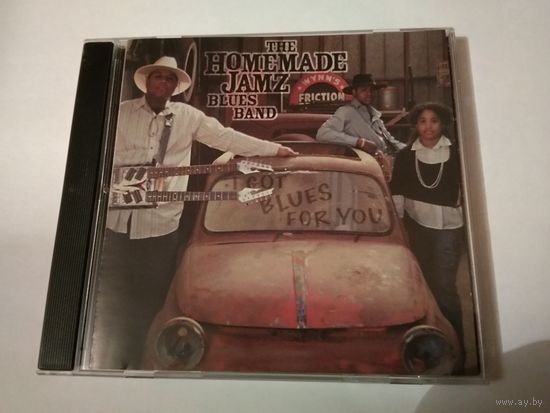 THE
HOMEMADE
JAMZ
BLUES
BAND
WYNN'S
FRICTION
I GOT
BLUES
FOR YOU
www.ay.by